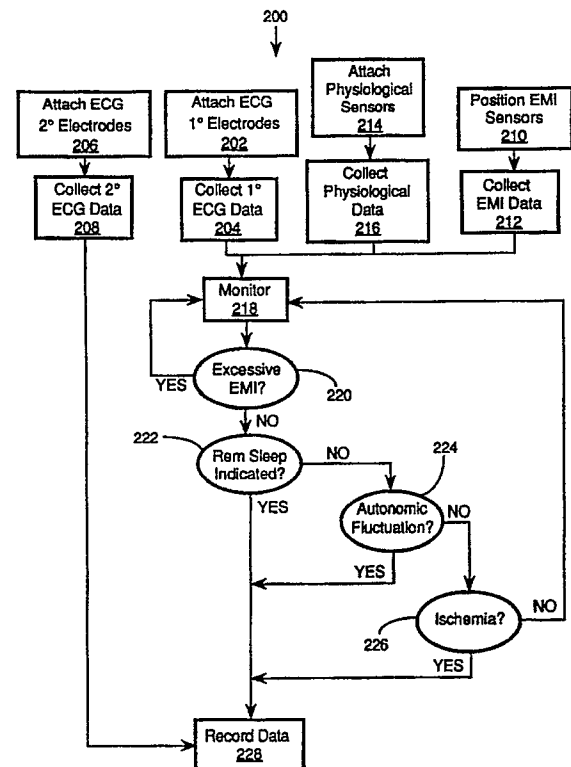 200
Attach ECG
2° Electrodes
206
Attach ECG
1° Electrodes
202
Attach
Physiological
Sensors
214
Position EMI
Sensors
210
Collect 2°
ECG Data
208
Collect 1°
ECG Data
204
Collect
Physiological
Data
216
Collect
EMI Data
212
Monitor
218
YES
Excessive
EMI?
220
NO
222
Rem Sleep
Indicated?
NO
224
YES
Autonomic
Fluctuation?
NO
YES
Ischemia?
NO
226
YES
Record Data
228